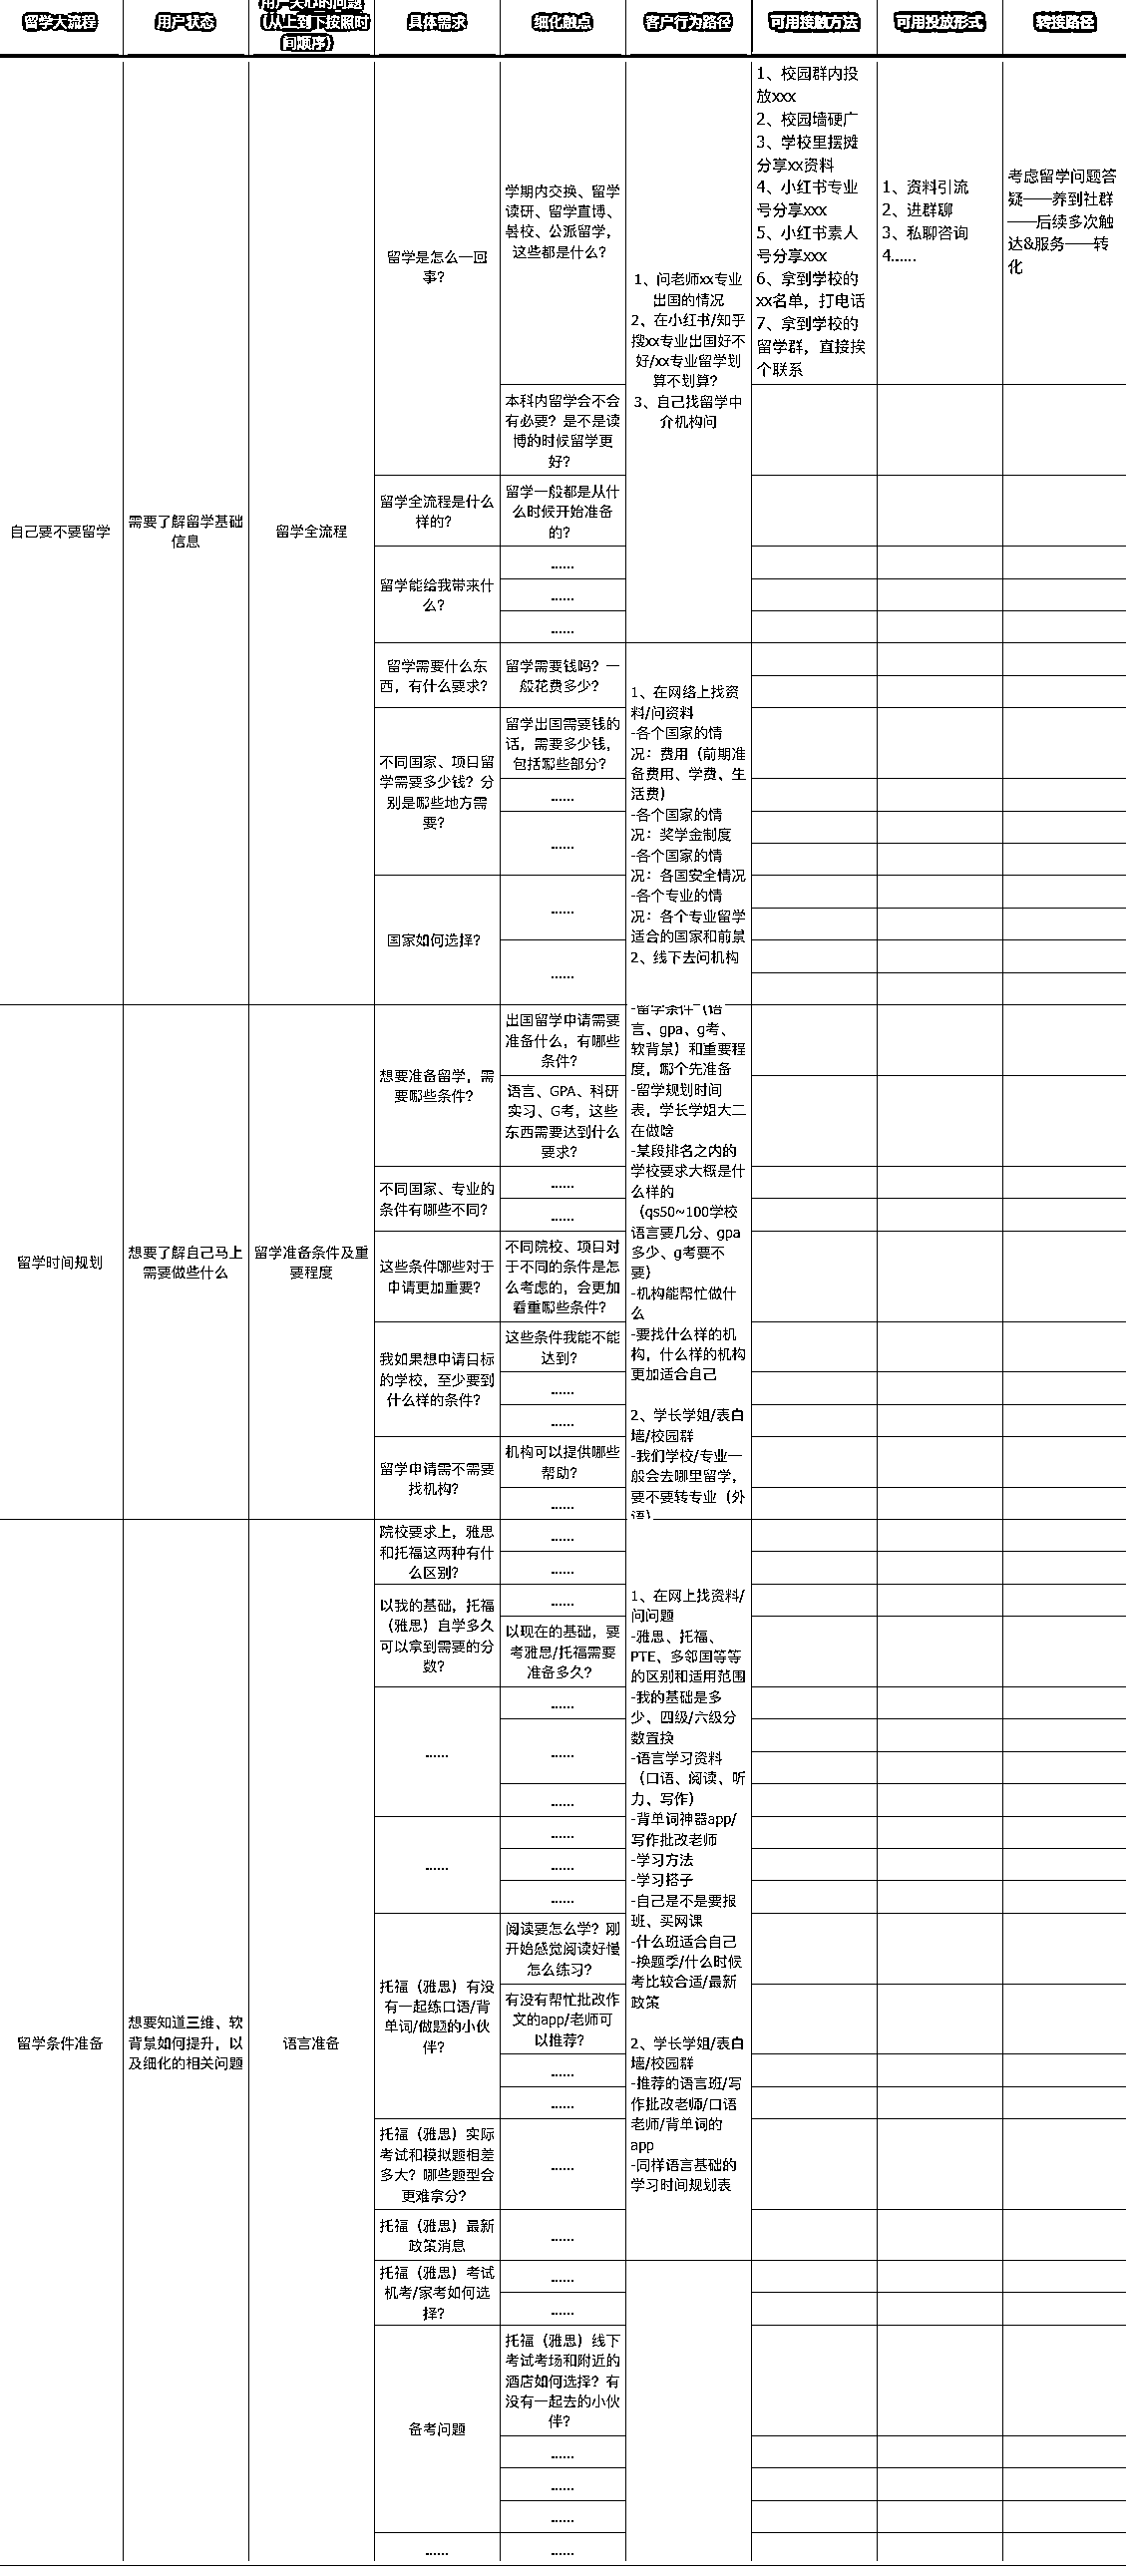 留学大流程
用户状态
用户关心的问题
（从上到下按照时
间顺序）
具体需求
细化触点
客户行为路径
可用接触方法
可用投放形式
转接路径
自己要不要留学
需要了解留学基础
信息
留学全流程
留学是怎么一回
事？
学期内交换、留学
读研、留学直博、
暑校、公派留学，
这些都是什么？
本科内留学会不会
有必要？是不是读
博的时候留学更
好？
1、问老师xx专业
出国的情况
2、在小红书/知乎
搜xx专业出国好不
好/xx专业留学划
算不划算？
3、自己找留学中
介机构问
1、校园群内投
放xxx
2、校园墙硬广
3、学校里摆摊
分享xx资料
4、小红书专业
号分享xxx
5、小红书素人
号分享xxx
6、拿到学校的
xx名单，打电话
7、拿到学校的
留学群，直接挨
个联系
1、资料引流
2、进群聊
3、私聊咨询
4......
考虑留学问题答
疑——养到社群
——后续多次触
达&服务——转
化
留学全流程是什么
样的？
留学一般都是从什
么时候开始准备
的？
留学能给我带来什
么？
......
......
......
留学需要什么东
西，有什么要求？
留学需要钱吗？一
般花费多少？
不同国家、项目留
学需要多少钱？分
别是哪些地方需
要？
留学出国需要钱的
话，需要多少钱，
包括哪些部分？
......
......
国家如何选择？
......
......
1、在网络上找资
料/问资料
-各个国家的情
况：费用（前期准
备费用、学费、生
活费）
-各个国家的情
况：奖学金制度
-各个国家的情
况：各国安全情况
-各个专业的情
况：各个专业留学
适合的国家和前景
2、线下去问机构
留学时间规划
想要了解自己马上
需要做些什么
留学准备条件及重
要程度
想要准备留学，需
要哪些条件？
出国留学申请需要
准备什么，有哪些
条件？
语言、GPA、科研
实习、G考，这些
东西需要达到什么
要求？
不同国家、专业的
条件有哪些不同？
......
......
这些条件哪些对于
申请更加重要？
不同院校、项目对
于不同的条件是怎
么考虑的，会更加
看重哪些条件？
我如果想申请目标
的学校，至少要到
什么样的条件？
这些条件我能不能
达到？
......
......
留学申请需不需要
找机构？
机构可以提供哪些
帮助？
......
-留学条件（语
言、gpa、g考、
软背景）和重要程
度，哪个先准备
-留学规划时间
表，学长学姐大二
在做啥
-某段排名之内的
学校要求大概是什
么样的
（qs50~100学校
语言要几分、gpa
多少、g考要不
要）
-机构能帮忙做什
么
-要找什么样的机
构，什么样的机构
更加适合自己
2、学长学姐/表白
墙/校园群
-我们学校/专业一
般会去哪里留学，
要不要转专业（外
语）
留学条件准备
想要知道三维、软
背景如何提升，以
及细化的相关问题
语言准备
院校要求上，雅思
和托福这两种有什
么区别？
......
......
以我的基础，托福
（雅思）自学多久
可以拿到需要的分
数？
......
以现在的基础，要
考雅思/托福需要
准备多久？
......
......
......
......
......
......
......
......
托福（雅思）有没
有一起练口语/背
单词/做题的小伙
伴？
阅读要怎么学？刚
开始感觉阅读好慢
怎么练习？
有没有帮忙批改作
文的app/老师可
以推荐？
......
......
托福（雅思）实际
考试和模拟题相差
多大？哪些题型会
更难拿分？
......
托福（雅思）最新
政策消息
......
1、在网上找资料/
问问题
-雅思、托福、
PTE、多邻国等等
的区别和适用范围
-我的基础是多
少、四级/六级分
数置换
-语言学习资料
（口语、阅读、听
力、写作）
-背单词神器app/
写作批改老师
-学习方法
-学习搭子
-自己是不是要报
班、买网课
-什么班适合自己
-换题季/什么时候
考比较合适/最新
政策
2、学长学姐/表白
墙/校园群
-推荐的语言班/写
作批改老师/口语
老师/背单词的
app
-同样语言基础的
学习时间规划表
托福（雅思）考试
机考/家考如何选
择？
......
......
备考问题
托福（雅思）线下
考试考场和附近的
酒店如何选择？有
没有一起去的小伙
伴？
......
......
......
......
......